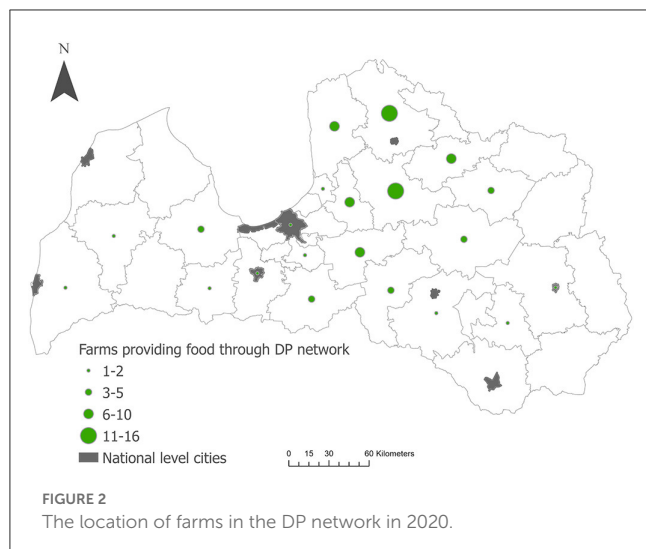 N
Farms providing food through DP network
1-2
3-5
6-10
11-16
National level cities
0 15 30 60 Kilometers
FIGURE 2
The location of farms in the DP network in 2020.